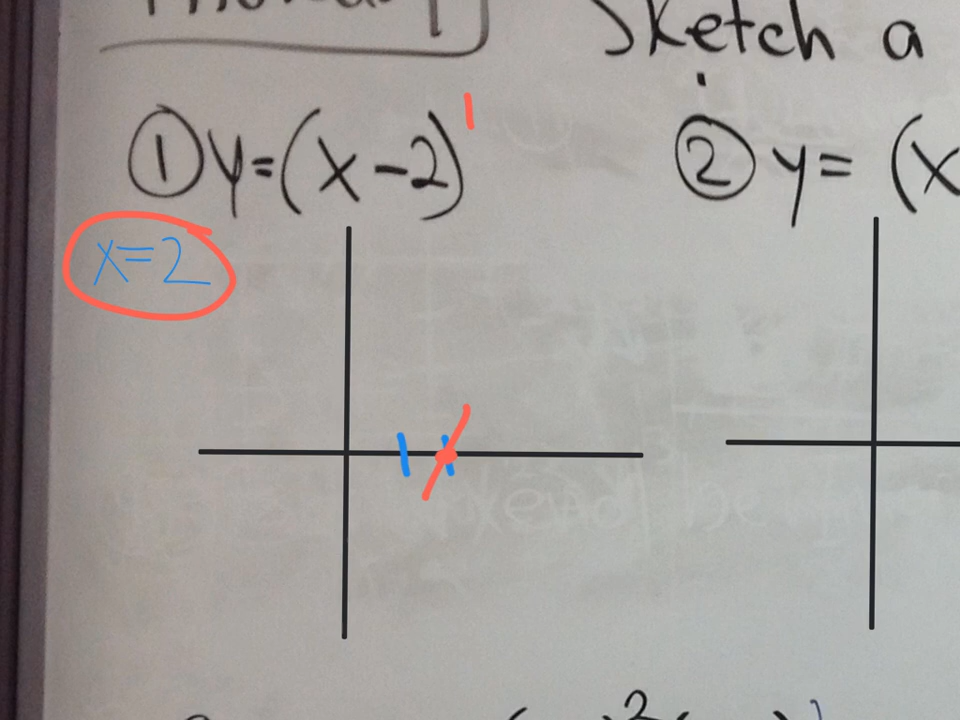 Sketch a
① y=(x-2)¹
② y= (x
x=2